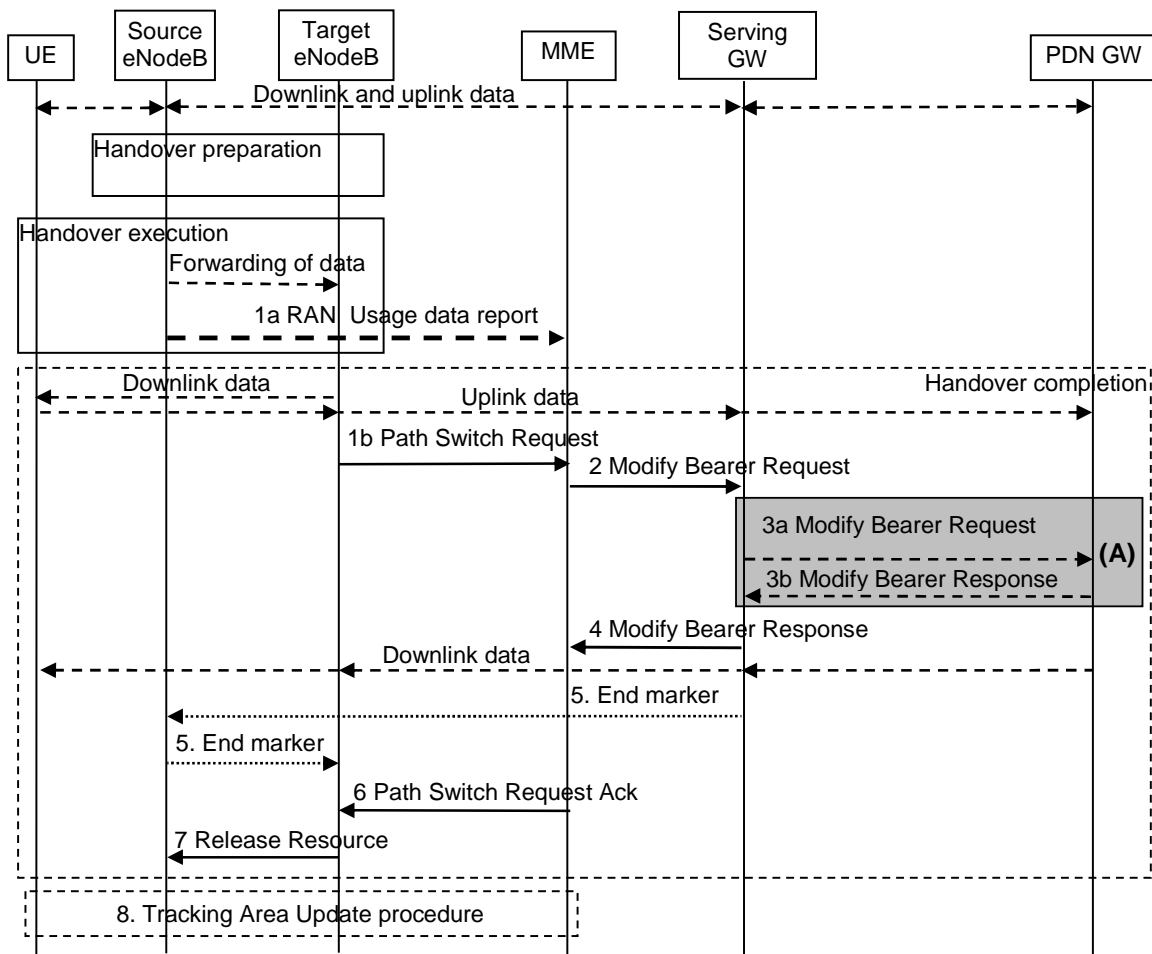 UE
Source
eNodeB
Target
eNodeB
MME
Serving
GW
PDN GW
Downlink and uplink data
Handover preparation
Handover execution
Forwarding of data
1a RAN Usage data report
Downlink data
Uplink data
Handover completion
1b Path Switch Request
2 Modify Bearer Request
3a Modify Bearer Request
(A)
3b Modify Bearer Response
4 Modify Bearer Response
Downlink data
5. End marker
5. End marker
6 Path Switch Request Ack
7 Release Resource
8. Tracking Area Update procedure